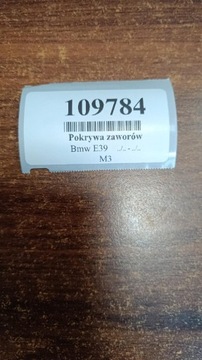 109784
Pokrywa zaworów
Bmw E39 ./. - ./.
M3